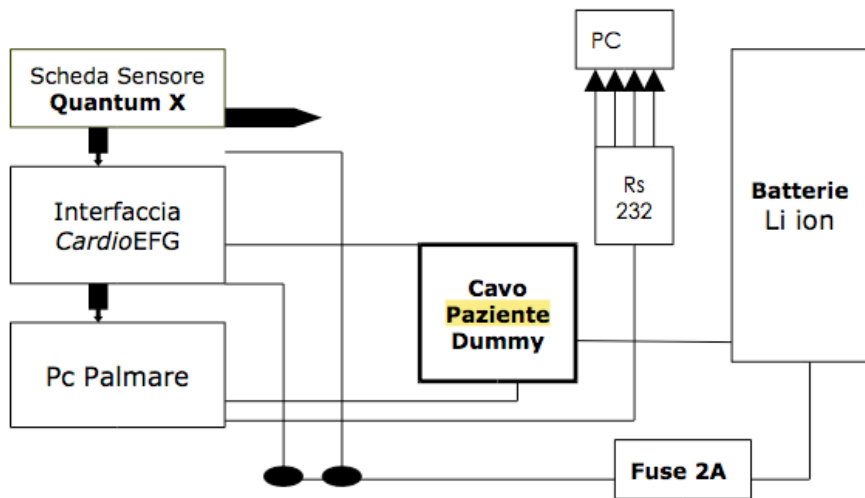 Scheda Sensore
Quantum X
PC
Interfaccia
CardioEFG
Rs
232
Batterie
Li ion
Cavo
Paziente
Dummy
Pc Palmare
Fuse 2A